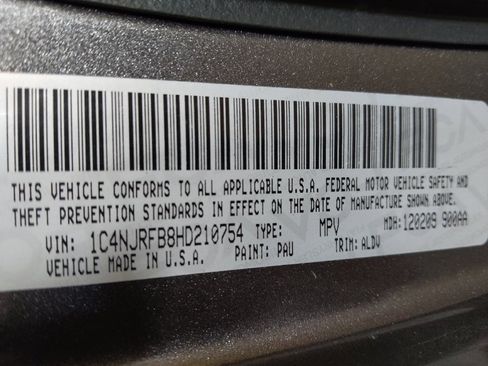 THIS VEHICLE CONFORMS TO ALL APPLICABLE U.S.A. FEDERAL MOTOR VEHICLE SAFETY AND
THEFT PREVENTION STANDARDS IN EFFECT ON THE DATE OF MANUFACTURE SHOWN ABOVE.
VIN: 1C4NJRFB8HD210754 TYPE: MPV MDH: 120209 900AA
VEHICLE MADE IN U.S.A. PAINT: PAU TRIM: ALDV